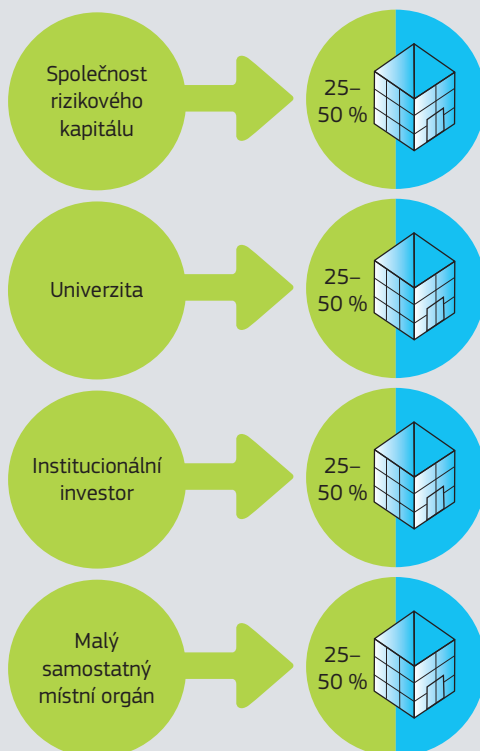 Společnost
rizikového
kapitálu
25–
50 %
Univerzita
25–
50 %
Institucionální
investor
25–
50 %
Malý
samostatný
místní orgán
25–
50 %